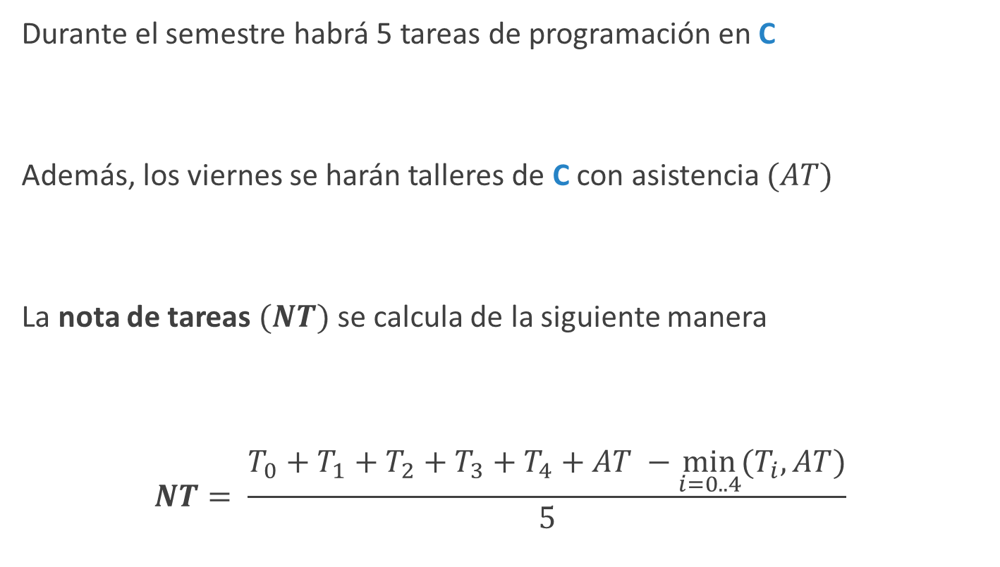 Durante el semestre habrá 5 tareas de programación en C
Además, los viernes se harán talleres de C con asistencia (AT)
La nota de tareas (NT) se calcula de la siguiente manera
NT = \frac{T_0 + T_1 + T_2 + T_3 + T_4 + AT - \min_{i=0..4}(T_i, AT)}{5}